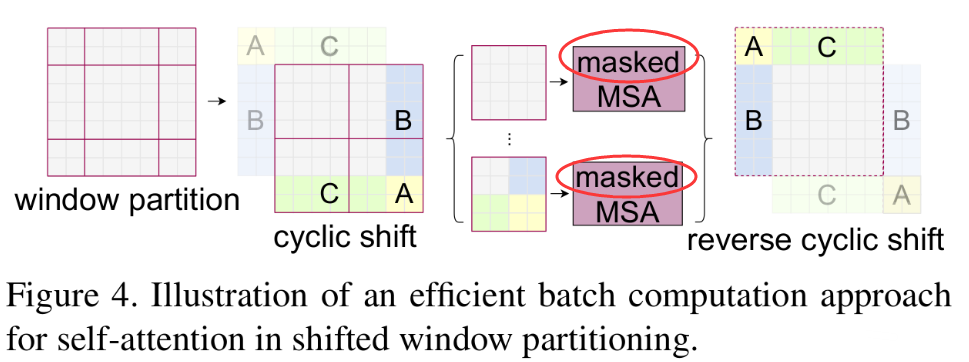 A C
B
B
C A
window partition
cyclic shift
masked
MSA
masked
MSA
A C
B
B
C A
reverse cyclic shift
Figure 4. Illustration of an efficient batch computation approach
for self-attention in shifted window partitioning.